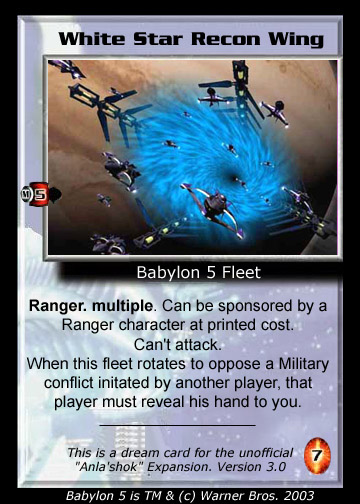 White Star Recon Wing
M 5
Babylon 5 Fleet
Ranger. multiple. Can be sponsored by a
Ranger character at printed cost.
Can't attack.
When this fleet rotates to oppose a Military
conflict initated by another player, that
player must reveal his hand to you.
This is a dream card for the unofficial
"Anla'shok" Expansion. Version 3.0
7
Babylon 5 is TM & (c) Warner Bros. 2003